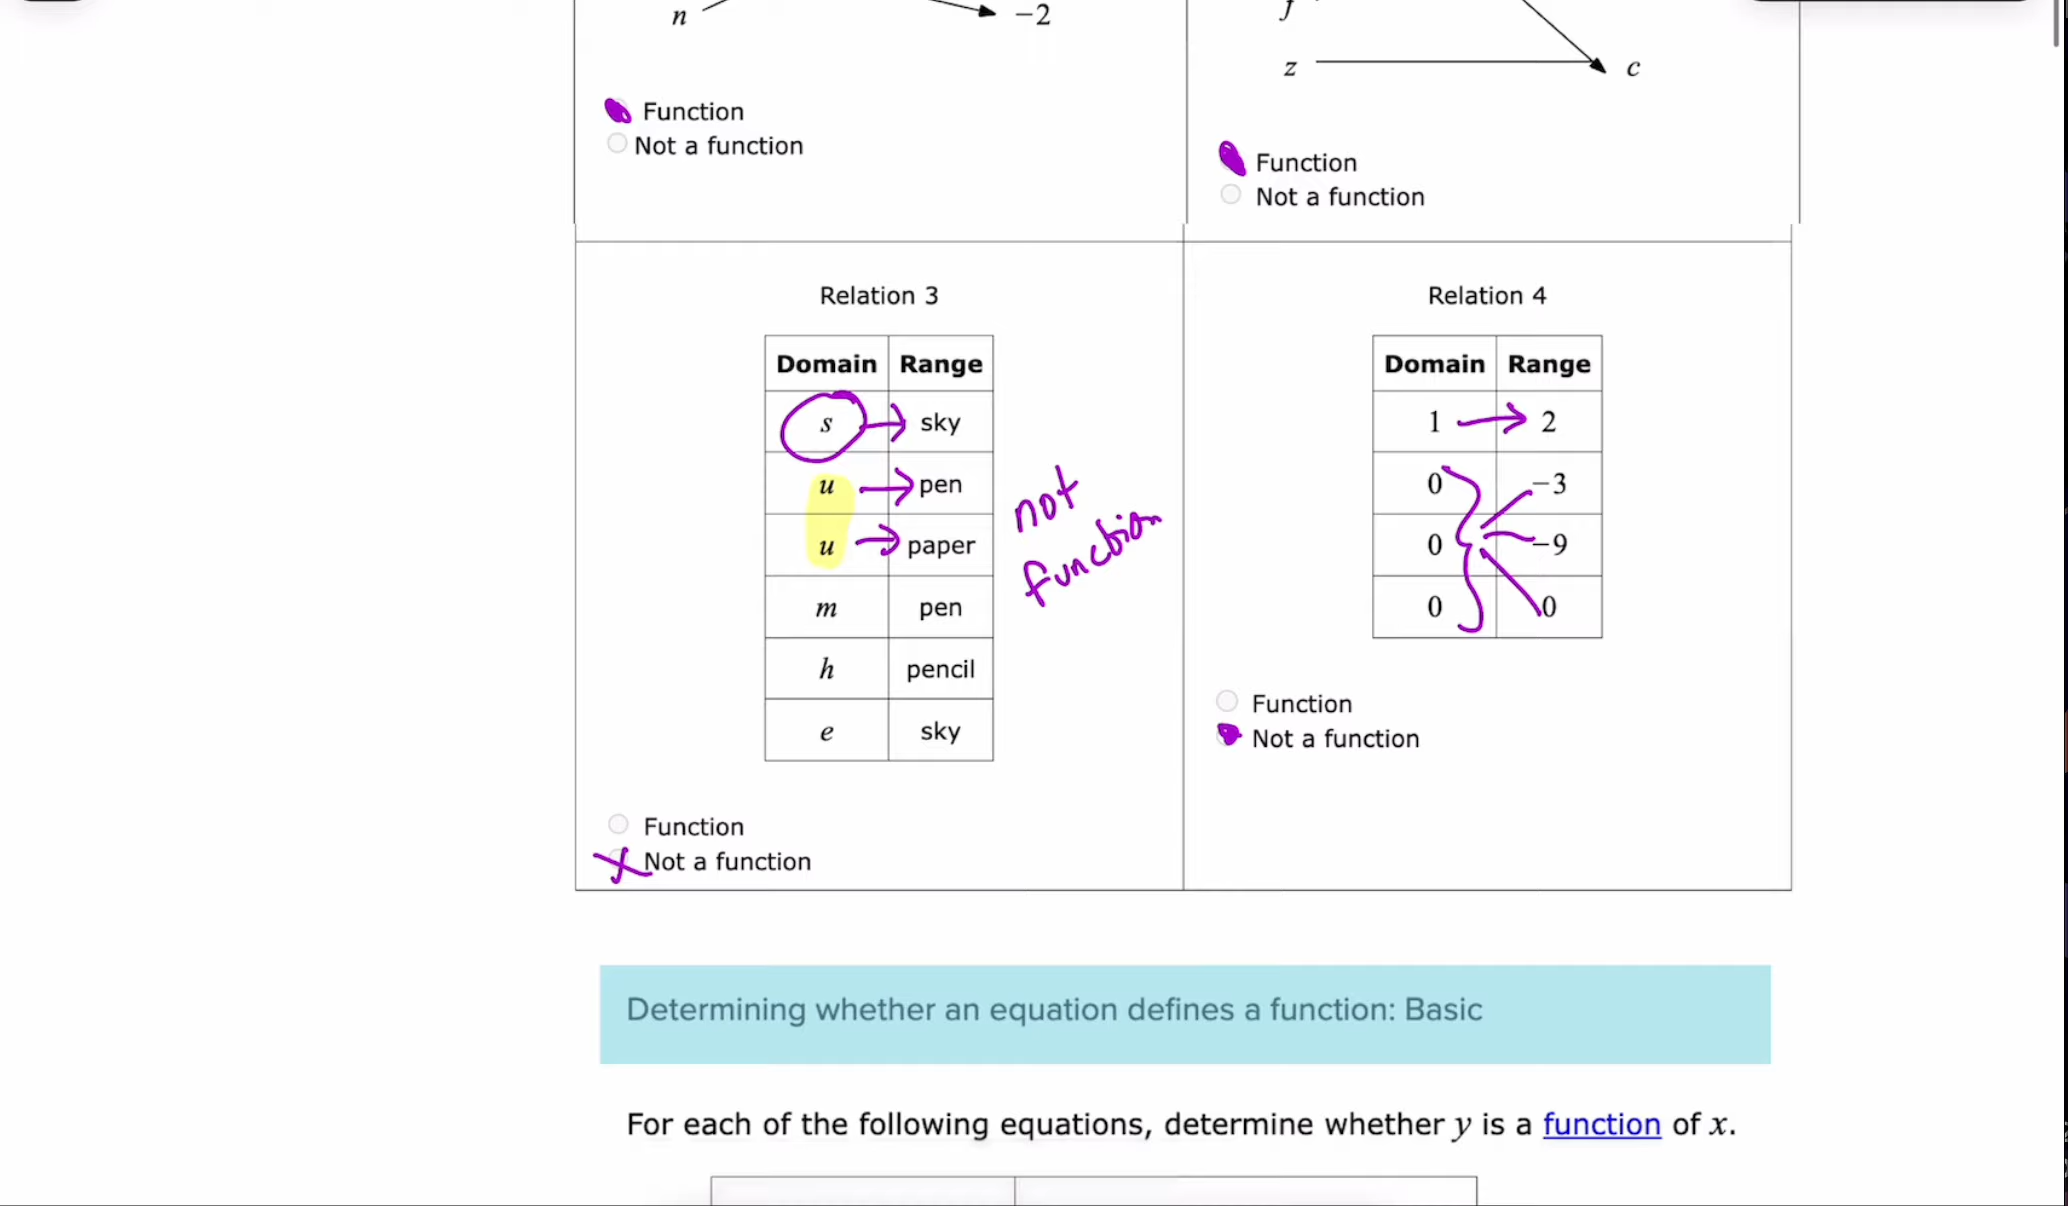 n
−2
Function
Not a function
f
z
c
Function
Not a function
Relation 3
Domain Range
s sky
u pen
u paper
m pen
h pencil
e sky
not
function
Function
Not a function
Relation 4
Domain Range
1 2
0 −3
0 −9
0 0
Function
Not a function
Determining whether an equation defines a function: Basic
For each of the following equations, determine whether y is a function of x.